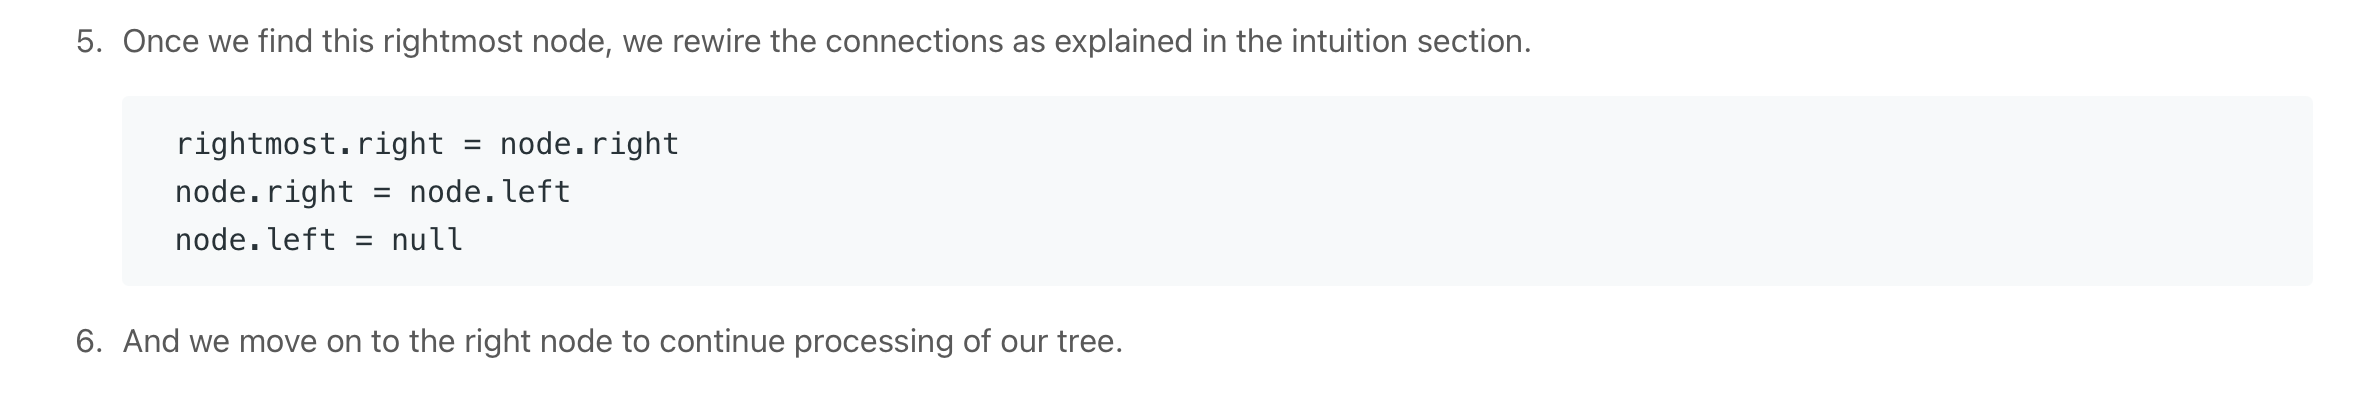 5. Once we find this rightmost node, we rewire the connections as explained in the intuition section.
rightmost.right = node.right
node.right = node.left
node.left = null
6. And we move on to the right node to continue processing of our tree.